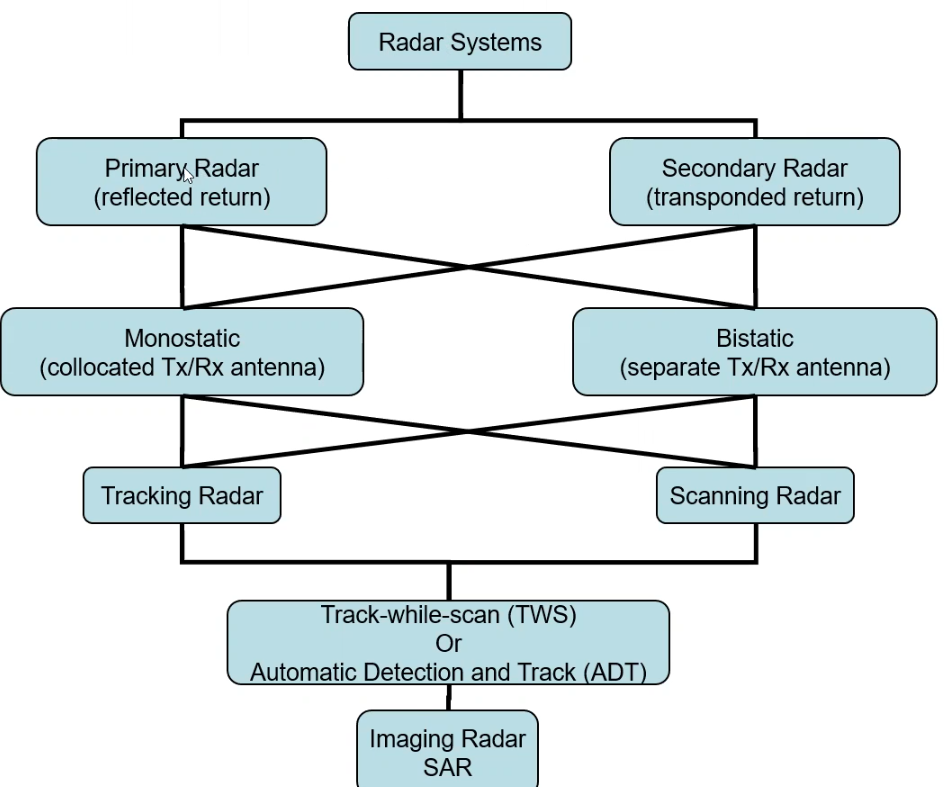 Radar Systems
Primary Radar
(reflected return)
Secondary Radar
(transponded return)
Monostatic
(collocated Tx/Rx antenna)
Bistatic
(separate Tx/Rx antenna)
Tracking Radar
Scanning Radar
Track-while-scan (TWS)
Or
Automatic Detection and Track (ADT)
Imaging Radar
SAR